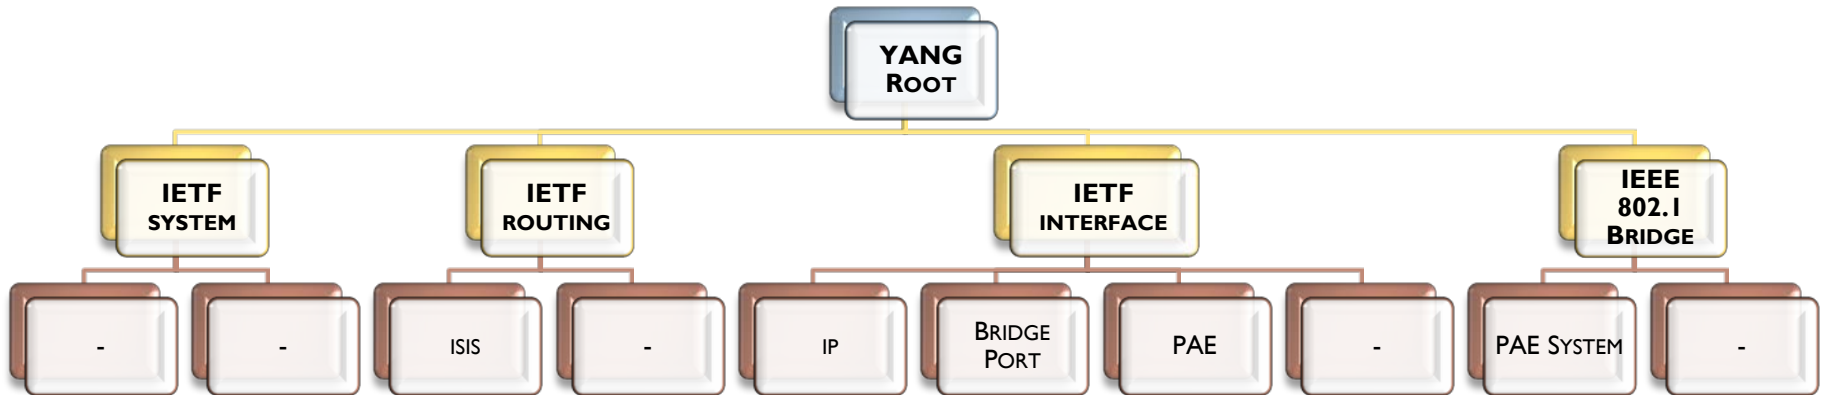 YANG
ROOT
IETF
SYSTEM
IETF
ROUTING
IETF
INTERFACE
IEEE
802.1
BRIDGE
-
-
ISIS
-
IP
BRIDGE
PORT
PAE
-
PAE SYSTEM
-